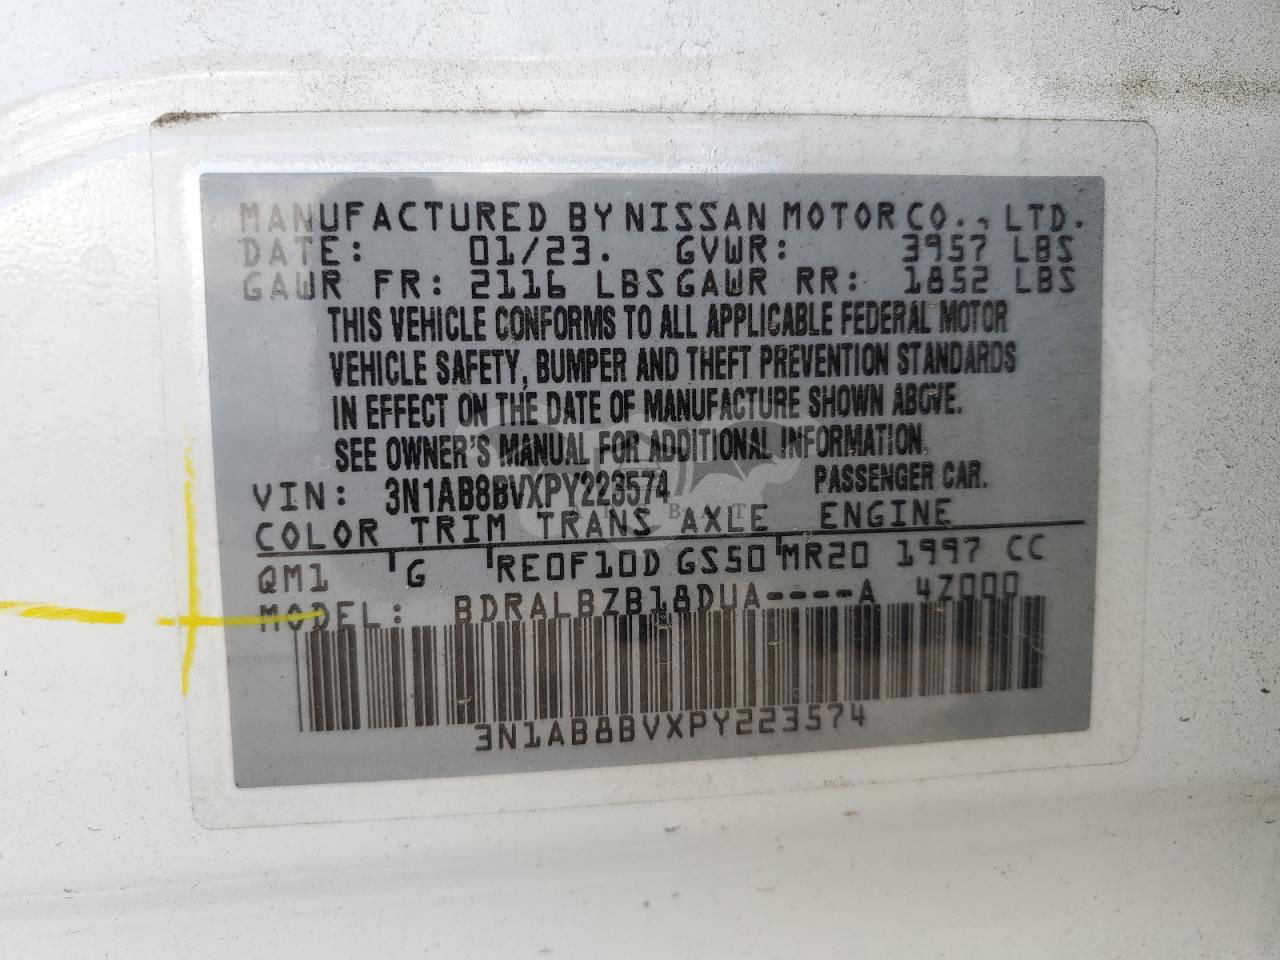 MANUFACTURED BY NISSAN MOTOR CO., LTD.
DATE: 01/23. GVWR: 3957 LBS
GAWR FR: 2116 LBS GAWR RR: 1852 LBS
THIS VEHICLE CONFORMS TO ALL APPLICABLE FEDERAL MOTOR
VEHICLE SAFETY, BUMPER AND THEFT PREVENTION STANDARDS
IN EFFECT ON THE DATE OF MANUFACTURE SHOWN ABOVE.
SEE OWNER'S MANUAL FOR ADDITIONAL INFORMATION.
VIN: 3N1AB8BVXPY223574 PASSENGER CAR.
COLOR TRIM TRANS AXLE ENGINE
QM1 G RE0F10D GS50 MR20 1997 CC
MODEL: BDRALBZB18DUA----A 4Z000
3N1AB8BVXPY223574